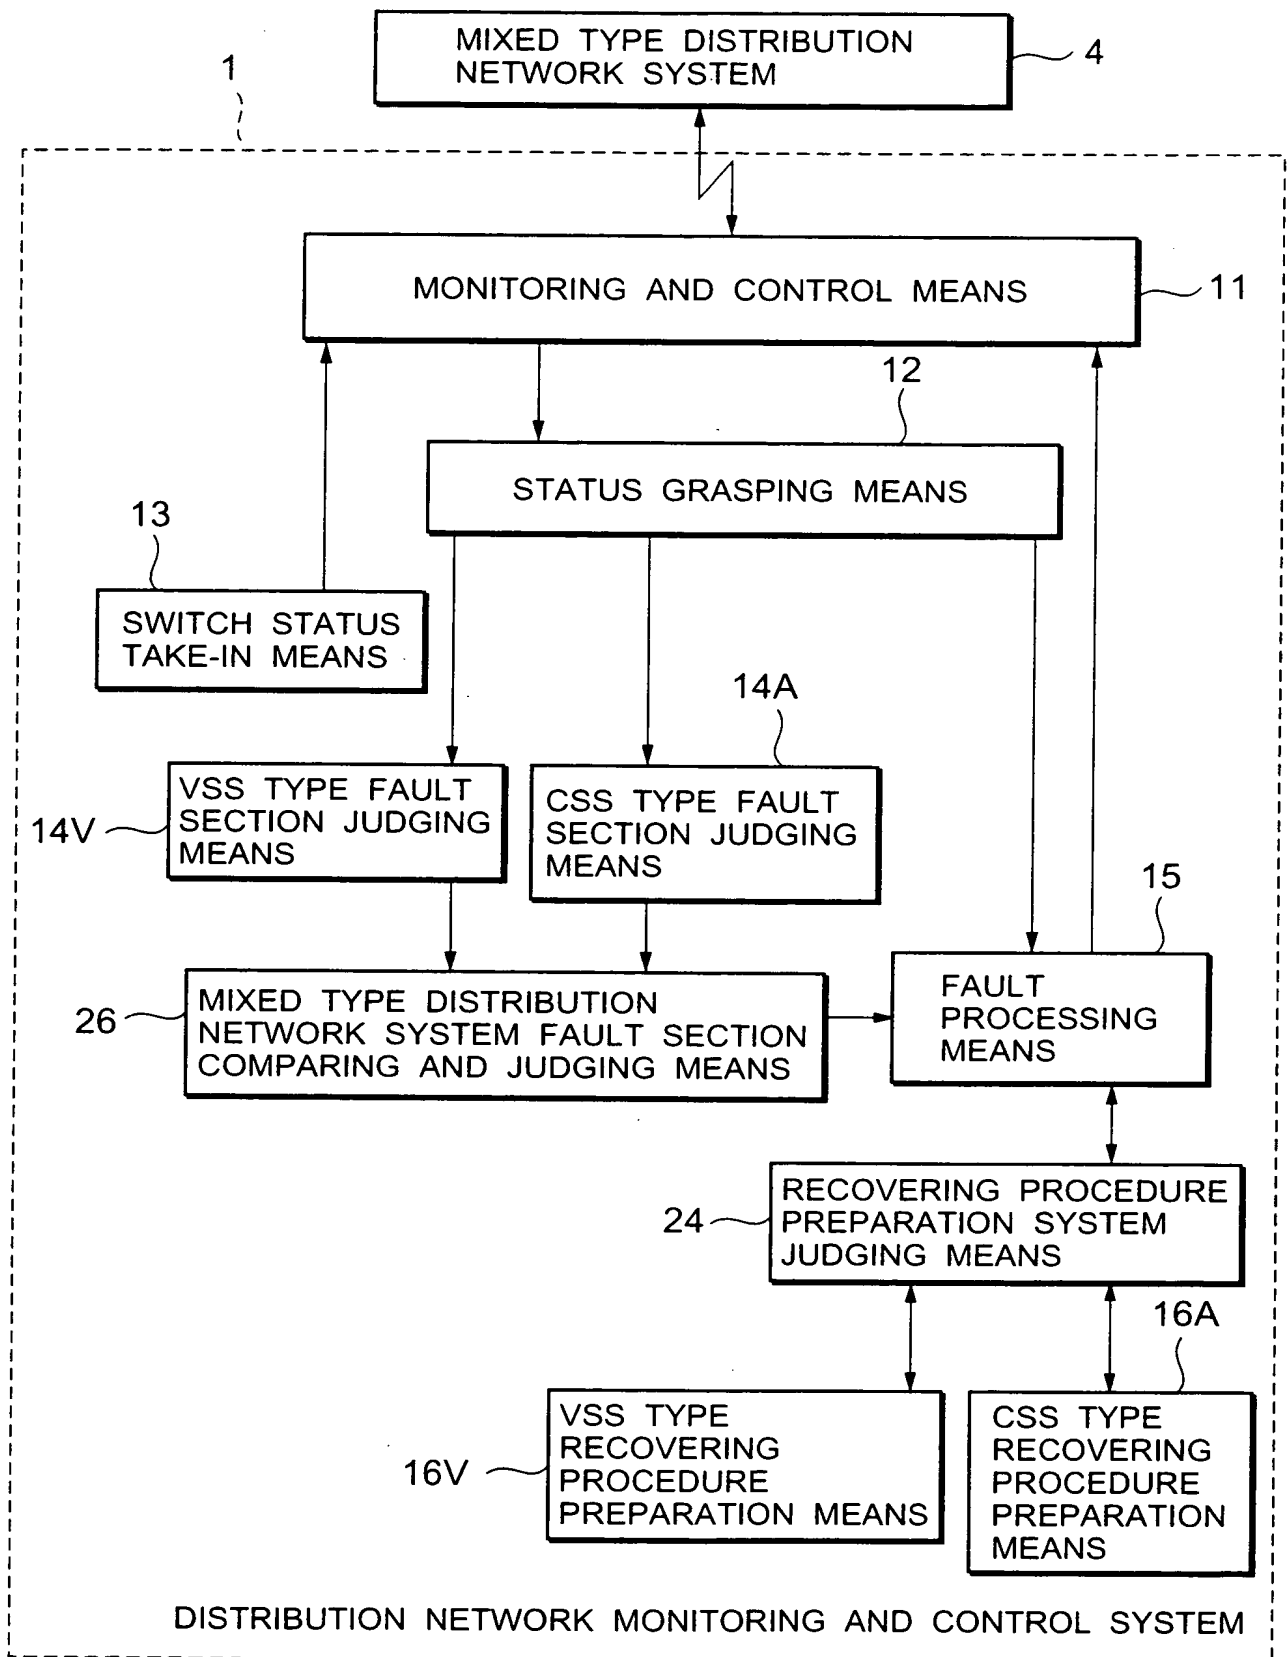 MIXED TYPE DISTRIBUTION
NETWORK SYSTEM
4
1
MONITORING AND CONTROL MEANS
11
12
STATUS GRASPING MEANS
13
SWITCH STATUS
TAKE-IN MEANS
14A
VSS TYPE FAULT
SECTION JUDGING
MEANS
14V
CSS TYPE FAULT
SECTION JUDGING
MEANS
15
FAULT
PROCESSING
MEANS
26
MIXED TYPE DISTRIBUTION
NETWORK SYSTEM FAULT SECTION
COMPARING AND JUDGING MEANS
24
RECOVERING PROCEDURE
PREPARATION SYSTEM
JUDGING MEANS
16A
16V
VSS TYPE
RECOVERING
PROCEDURE
PREPARATION MEANS
CSS TYPE
RECOVERING
PROCEDURE
PREPARATION
MEANS
DISTRIBUTION NETWORK MONITORING AND CONTROL SYSTEM